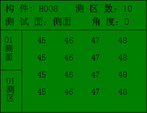 构 件: H008 测 区 数: 10
测 试 面: 测面 角 度: 0
01 测 面 45 46 47 48
45 46 47 48
01 测 区 45 46 47 48
45 46 47 48